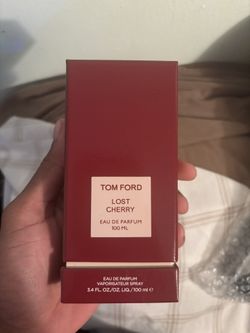 TOM FORD
LOST
CHERRY
EAU DE PARFUM
100 ML
EAU DE PARFUM
VAPORISATEUR SPRAY
3.4 FL. OZ./OZ. LIQ./100 ml ℮